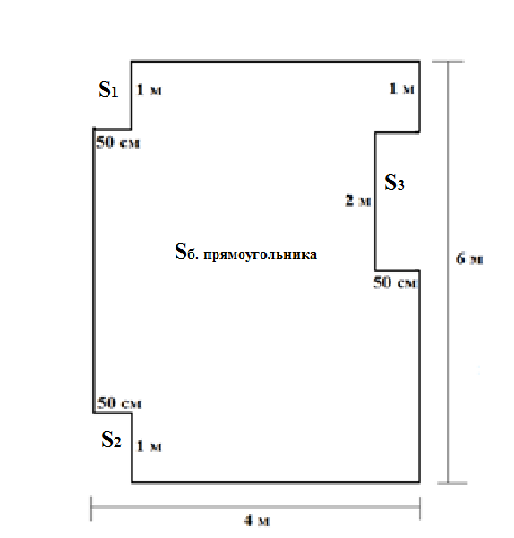 S1
1 м
1 м
50 см
S3
2 м
Sб. прямоугольника
6 м
50 см
50 см
S2
1 м
4 м